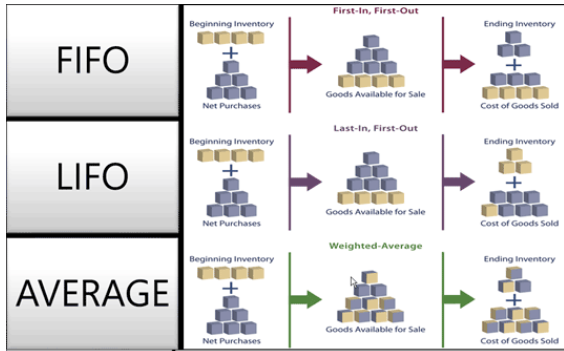 FIFO
First-In, First-Out
Beginning Inventory
+
Net Purchases
Goods Available for Sale
Ending Inventory
+
Cost of Goods Sold
LIFO
Last-In, First-Out
Beginning Inventory
+
Net Purchases
Goods Available for Sale
Ending Inventory
+
Cost of Goods Sold
AVERAGE
Weighted-Average
Beginning Inventory
+
Net Purchases
Goods Available for Sale
Ending Inventory
+
Cost of Goods Sold